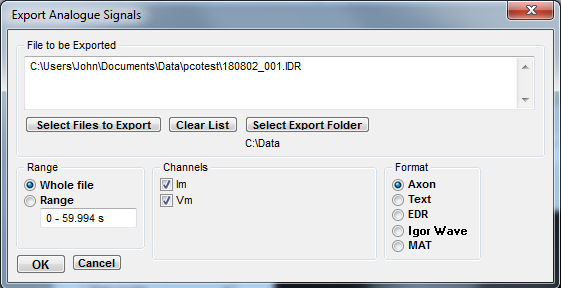 Export Analogue Signals
File to be Exported
C:\Users\John\Documents\Data\pcotest\180802_001.IDR
Select Files to Export Clear List Select Export Folder
C:\Data
Range Channels Format
Whole file Im Axon
Range Vm Text
0 - 59.994 s EDR
Igor Wave
MAT
OK Cancel